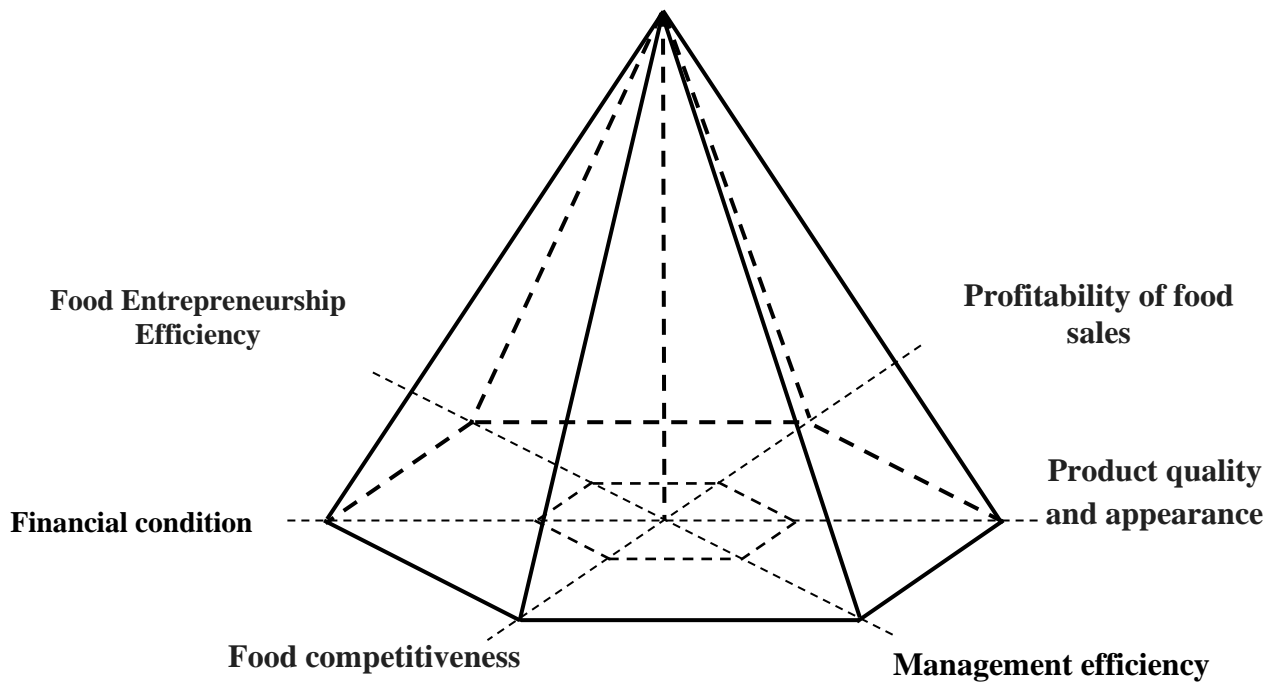 Food Entrepreneurship
Efficiency
Profitability of food
sales
Financial condition
Product quality
and appearance
Food competitiveness
Management efficiency